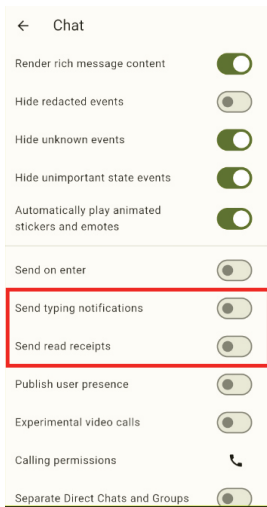 Chat
Render rich message content
Hide redacted events
Hide unknown events
Hide unimportant state events
Automatically play animated
stickers and emotes
Send on enter
Send typing notifications
Send read receipts
Publish user presence
Experimental video calls
Calling permissions
Separate Direct Chats and Groups